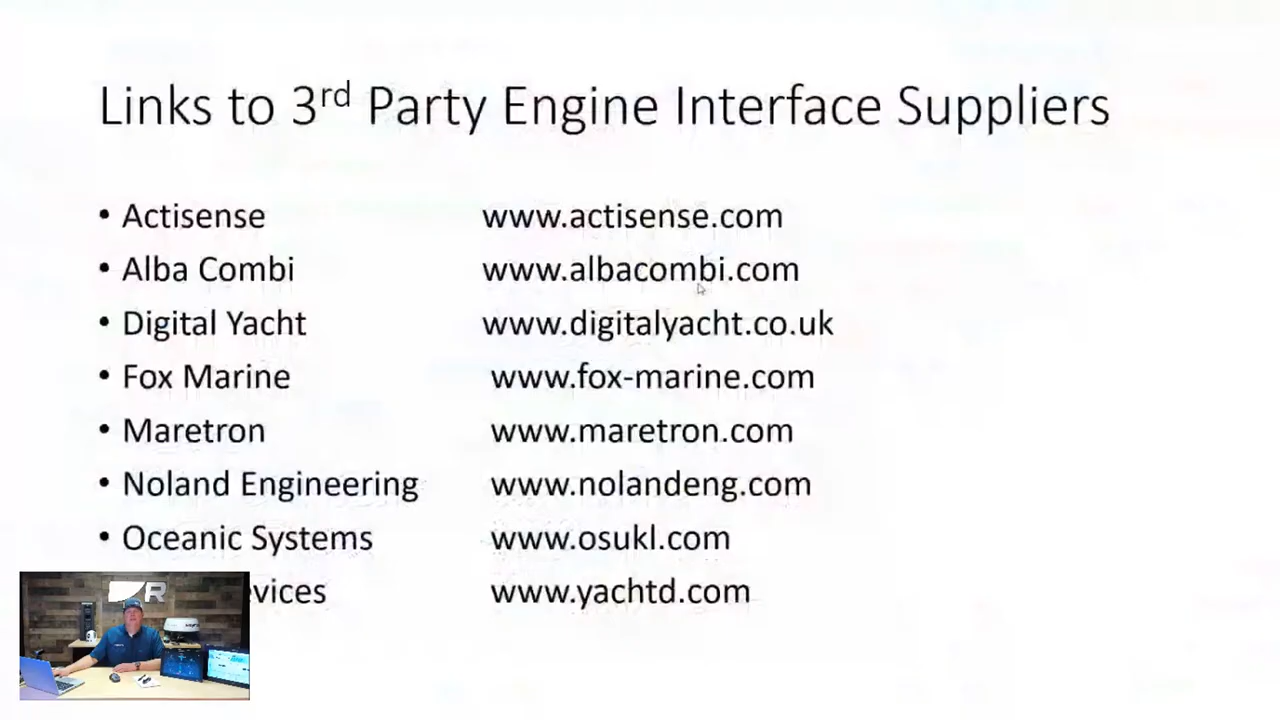 Links to 3rd Party Engine Interface Suppliers
• Actisense www.actisense.com
• Alba Combi www.albacombi.com
• Digital Yacht www.digitalyacht.co.uk
• Fox Marine www.fox-marine.com
• Maretron www.maretron.com
• Noland Engineering www.nolandeng.com
• Oceanic Systems www.osukl.com
evices www.yachtd.com
R